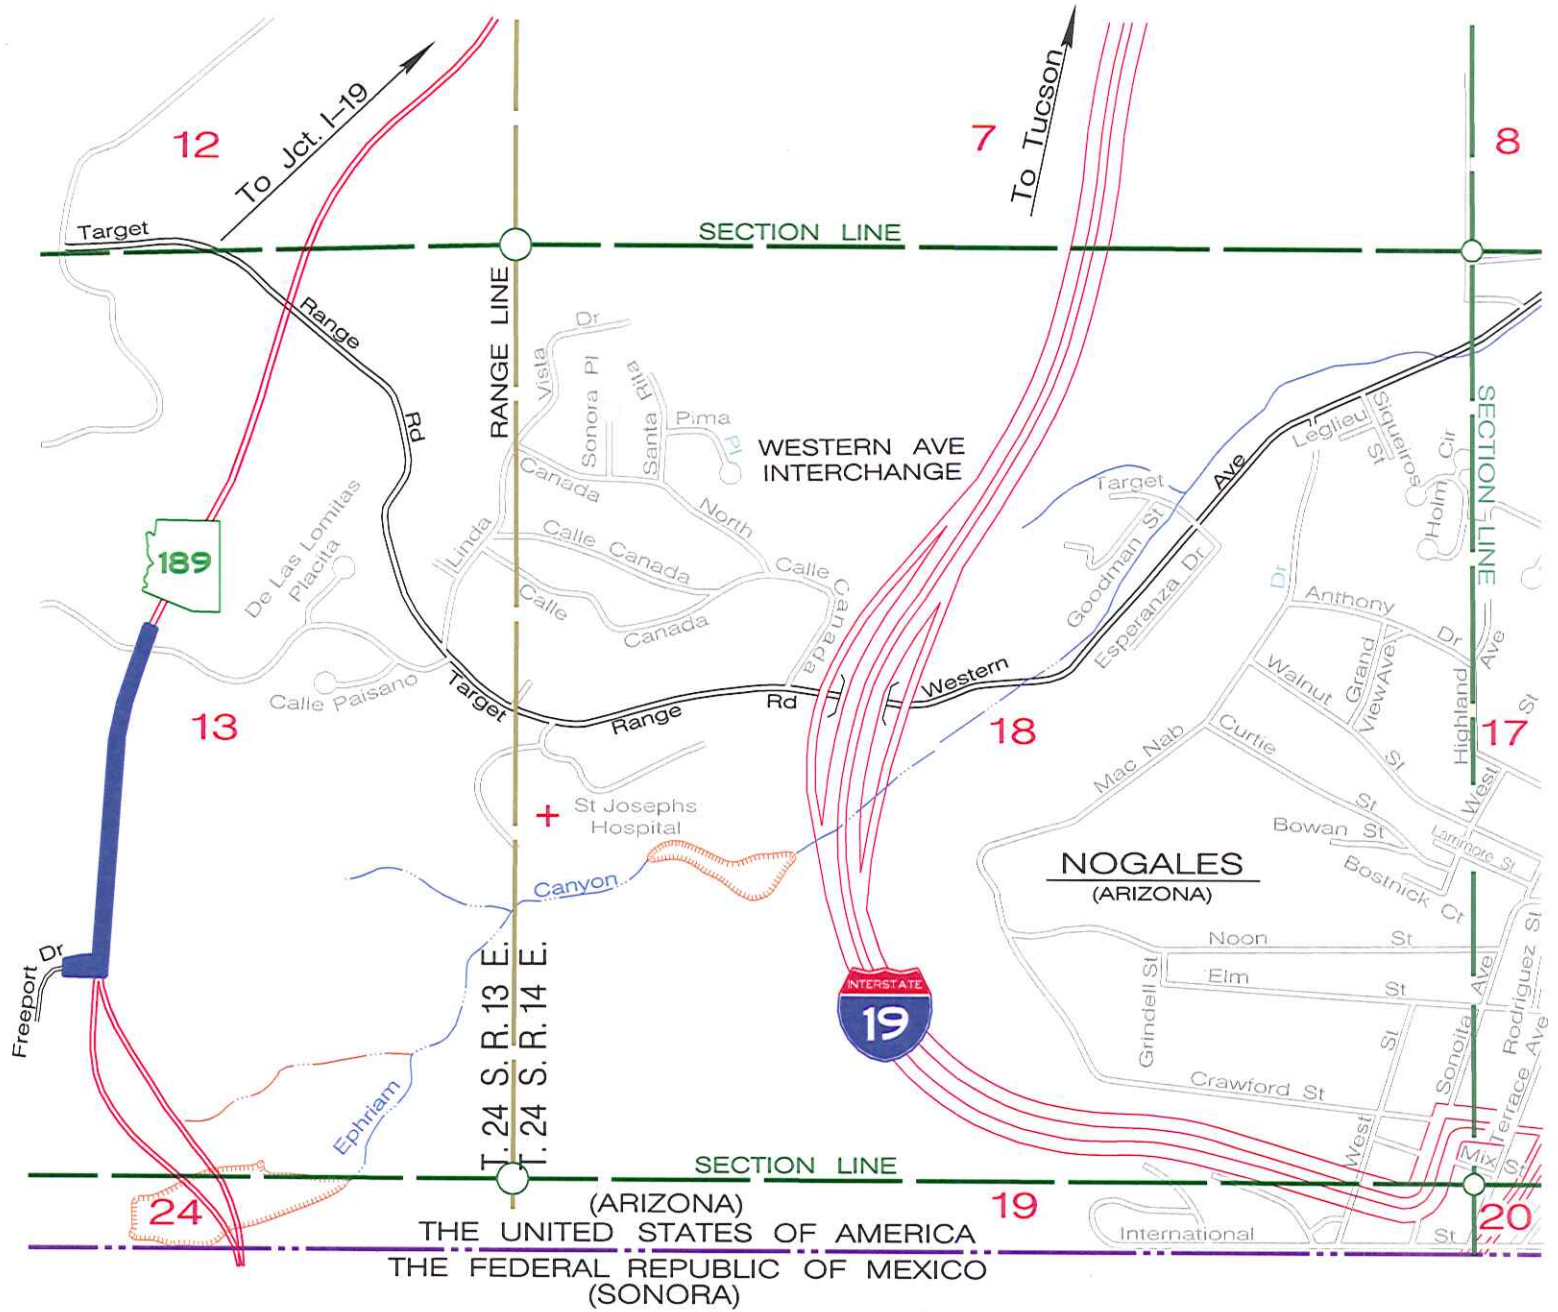 12
To Jct. I-19
7
To Tucson
8
Target
SECTION LINE
Range
Rd
RANGE LINE
Vista
Dr
Sonora Pl
Santa Rita
Pima
Pl
WESTERN AVE
INTERCHANGE
Canada
North
Linda
Calle Canada
Calle
Canada
Calle Canada
De Las Lomitas
Placita
189
Calle Paisano
Target
Range
Rd
Western
Ave
Target
Goodman St
Esperanza Dr
Leglieu
St
Siqueiros
Holm Cir
SECTION LINE
Dr
Anthony
Dr
Ave
Grand
View Ave
Walnut
St
Highland
St
13
18
17
Mac Nab
Curtie
St
West
Bowan St
Larimore St
Bostnick Ct
St Josephs
Hospital
NOGALES
(ARIZONA)
Canyon
Noon
St
Elm
St
Grindell St
Ave
Sonoita
Rodriguez St
Terrace Ave
St
West
Crawford St
Mix St
Freeport Dr
INTERSTATE
19
Ephriam
T. 24 S. R. 13 E.
T. 24 S. R. 14 E.
SECTION LINE
24
19
20
(ARIZONA)
THE UNITED STATES OF AMERICA
International
St
THE FEDERAL REPUBLIC OF MEXICO
(SONORA)